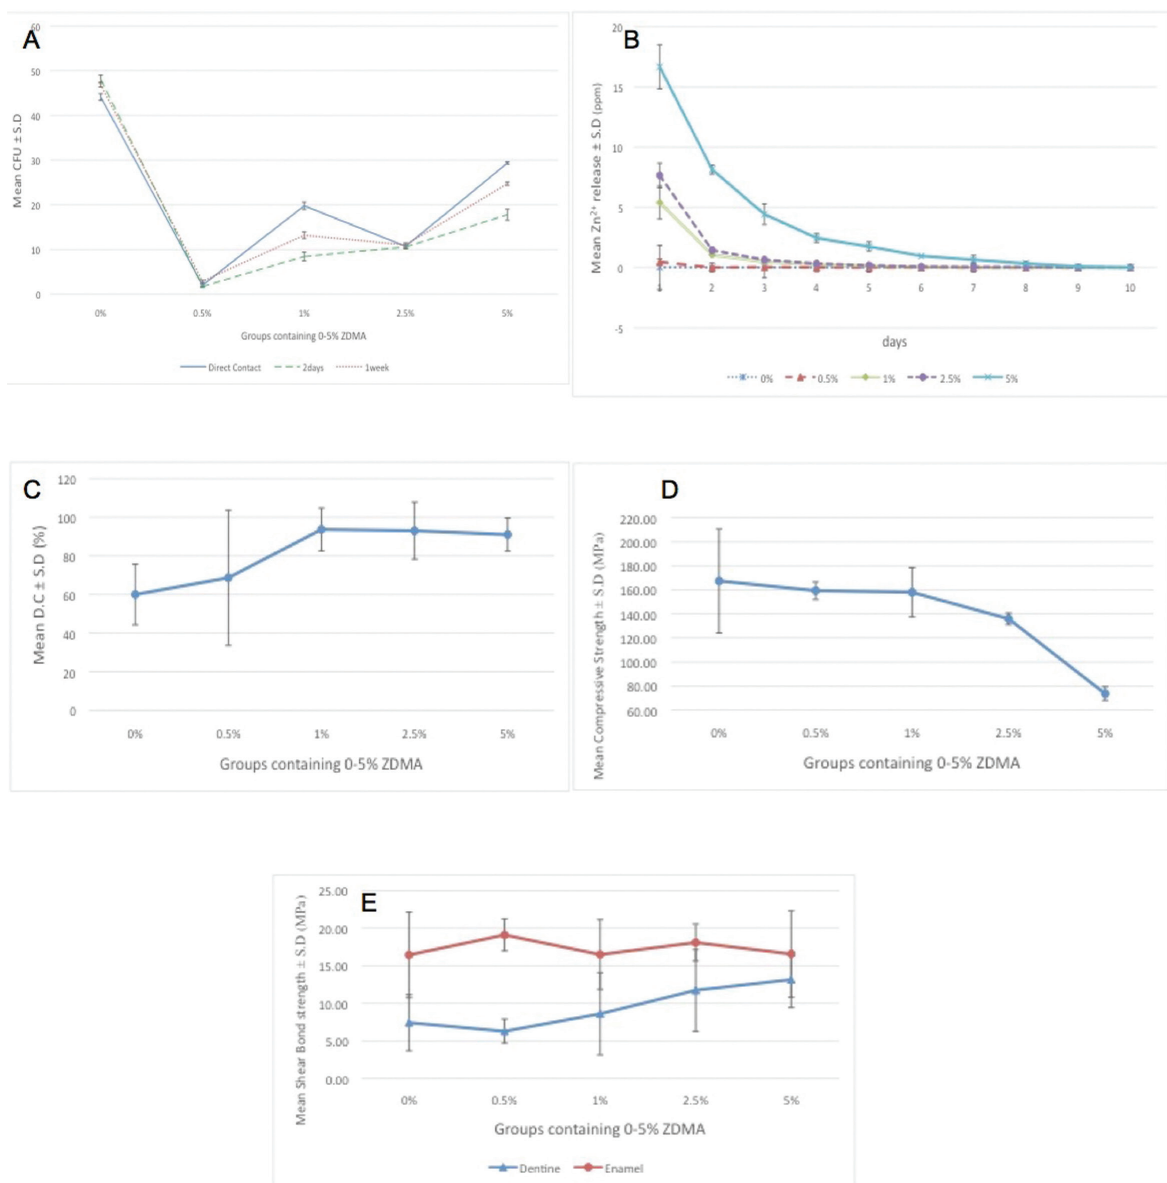 A
60
50
40
30
20
10
0
Mean CFU ± S.D
0% 0.5% 1% 2.5% 5%
Groups containing 0-5% ZDMA
Direct Contact 2days 1week
B
20
15
10
5
0
-5
Mean Zn²⁺ release ± S.D (ppm)
1 2 3 4 5 6 7 8 9 10
days
0% 0.5% 1% 2.5% 5%
C
120
100
80
60
40
20
0
Mean D.C ± S.D (%)
0% 0.5% 1% 2.5% 5%
Groups containing 0-5% ZDMA
D
220.00
200.00
180.00
160.00
140.00
120.00
100.00
80.00
60.00
Mean Compressive Strength ± S.D (MPa)
0% 0.5% 1% 2.5% 5%
Groups containing 0-5% ZDMA
E
25.00
20.00
15.00
10.00
5.00
0.00
Mean Shear Bond strength ± S.D (MPa)
0% 0.5% 1% 2.5% 5%
Groups containing 0-5% ZDMA
Dentine Enamel